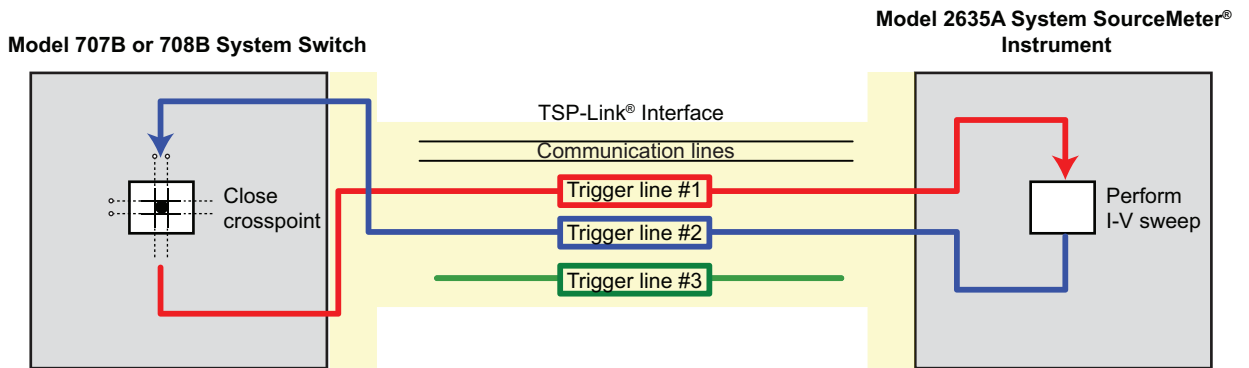 Model 707B or 708B System Switch
Model 2635A System SourceMeter®
Instrument
TSP-Link® Interface
Communication lines
Trigger line #1
Trigger line #2
Trigger line #3
Close
crosspoint
Perform
I-V sweep